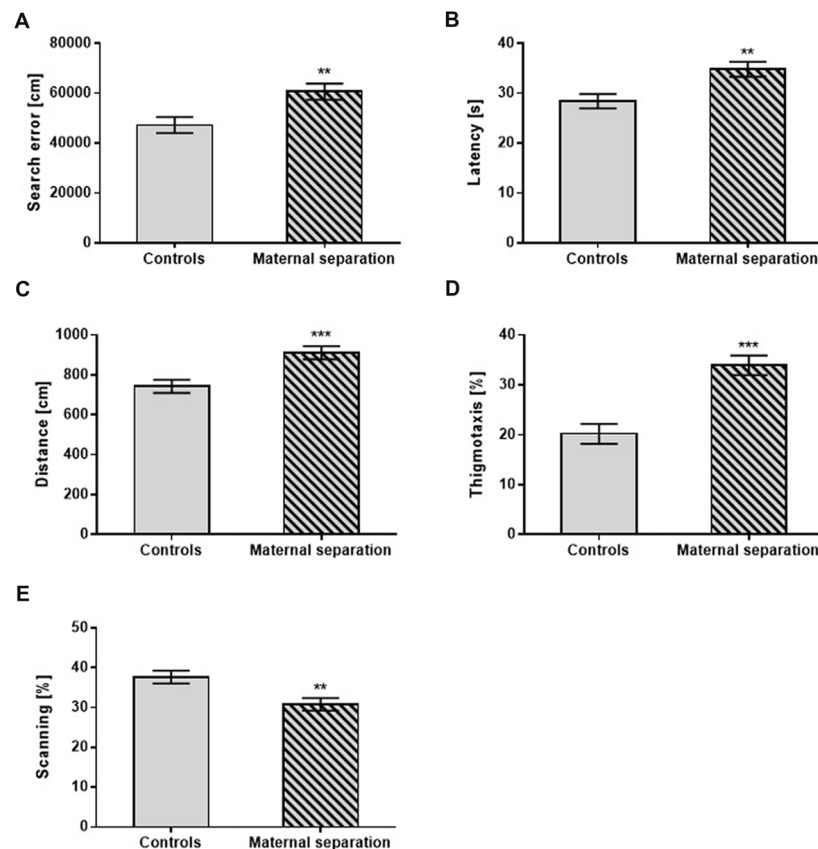 A
Search error [cm]
80000
60000
40000
20000
0
**
Controls
Maternal separation
B
Latency [s]
40
30
20
10
0
**
Controls
Maternal separation
C
Distance [cm]
1000
800
600
400
200
0
***
Controls
Maternal separation
D
Thigmotaxis [%]
40
30
20
10
0
***
Controls
Maternal separation
E
Scanning [%]
50
40
30
20
10
0
**
Controls
Maternal separation